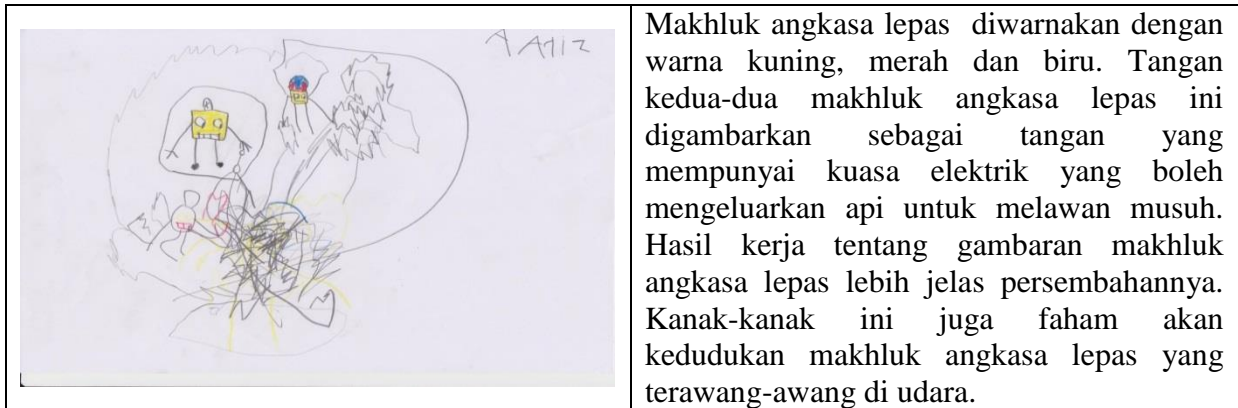 Makhluk angkasa lepas diwarnakan dengan
warna kuning, merah dan biru. Tangan
kedua-dua makhluk angkasa lepas ini
digambarkan sebagai tangan yang
mempunyai kuasa elektrik yang boleh
mengeluarkan api untuk melawan musuh.
Hasil kerja tentang gambaran makhluk
angkasa lepas lebih jelas persembahannya.
Kanak-kanak ini juga faham akan
kedudukan makhluk angkasa lepas yang
terawang-awang di udara.